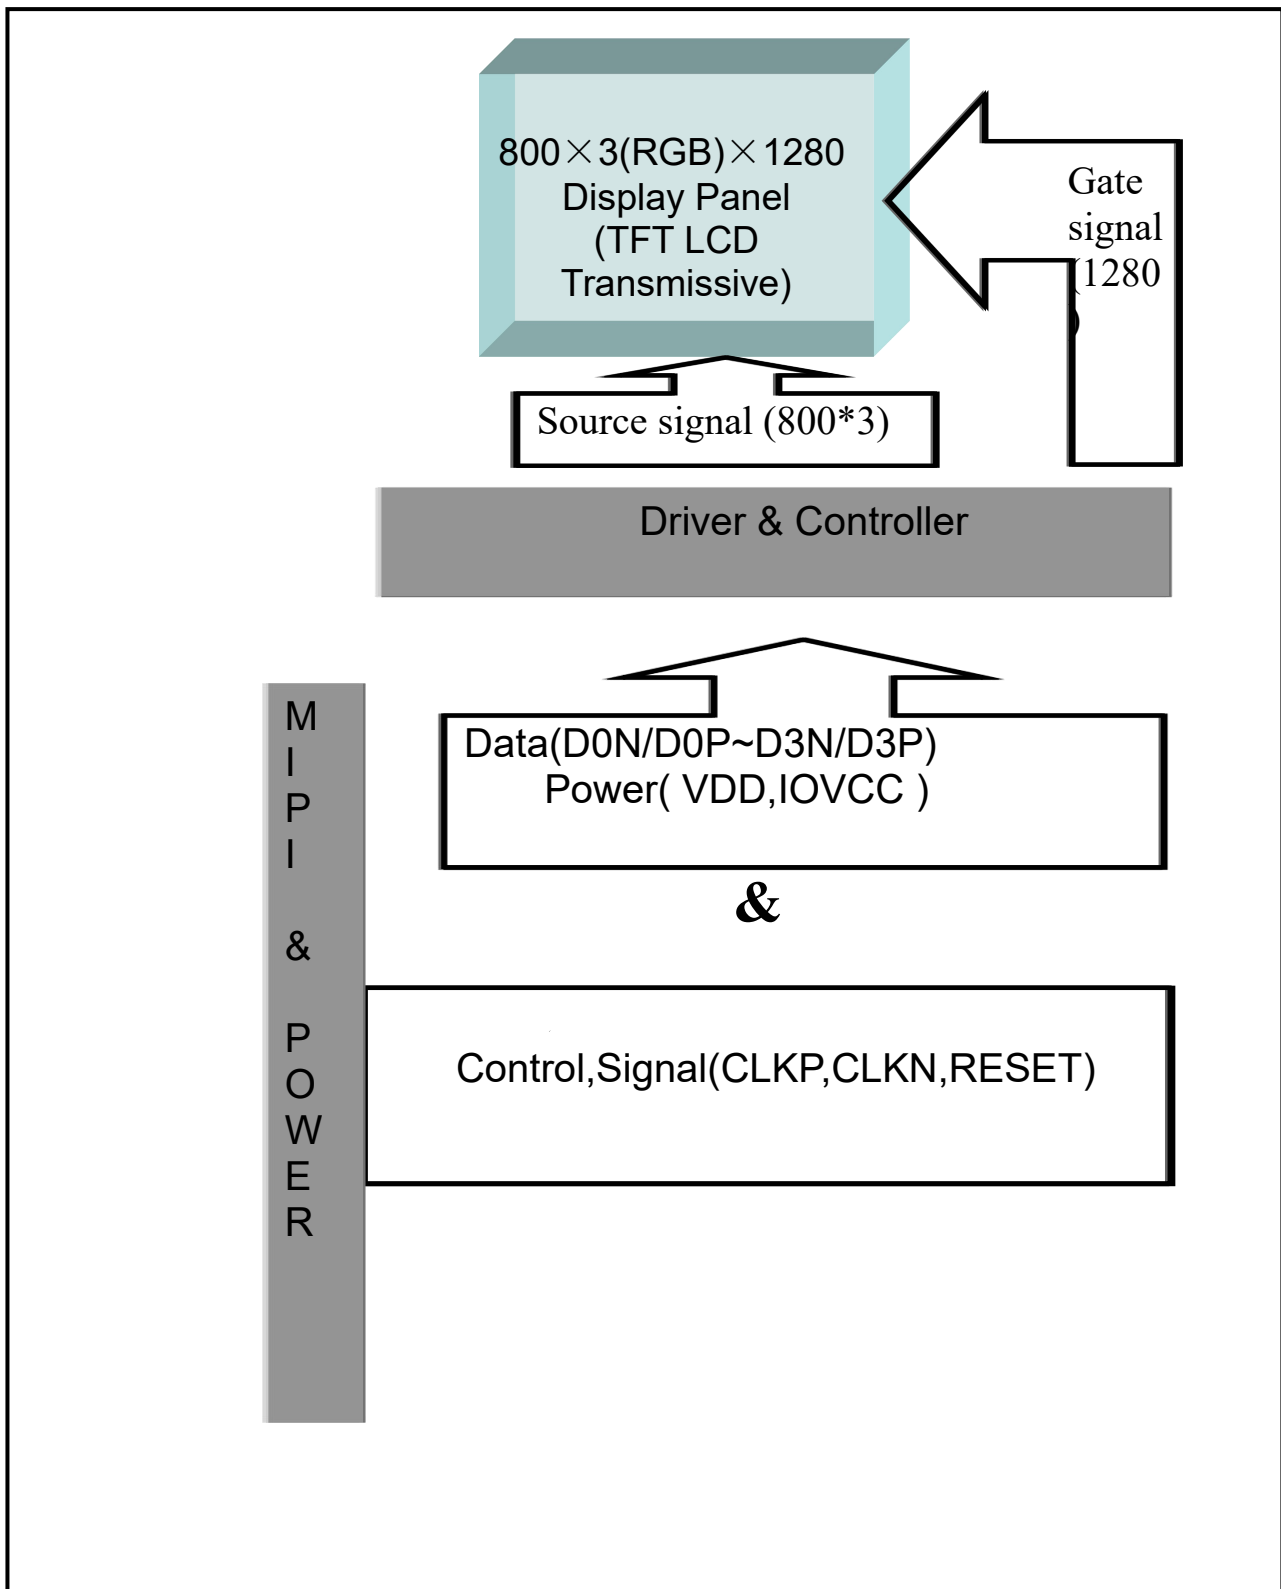 800×3(RGB)×1280
Display Panel
(TFT LCD
Transmissive)
Gate
signal
(1280
)
Source signal (800*3)
Driver & Controller
M
I
P
I
&
P
O
W
E
R
Data(D0N/D0P~D3N/D3P)
Power( VDD,IOVCC )
&
Control,Signal(CLKP,CLKN,RESET)